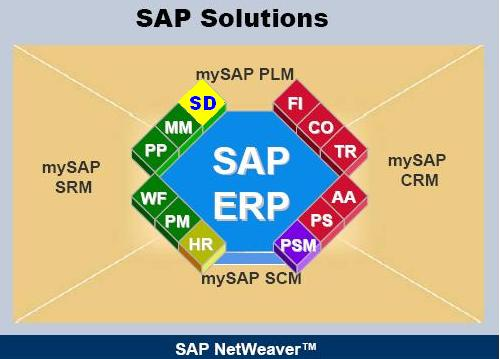 SAP Solutions
mySAP PLM
SD
MM
PP
FI
CO
TR
mySAP
SRM
SAP
ERP
mySAP
CRM
WF
PM
HR
AA
PS
PSM
mySAP SCM
SAP NetWeaver™